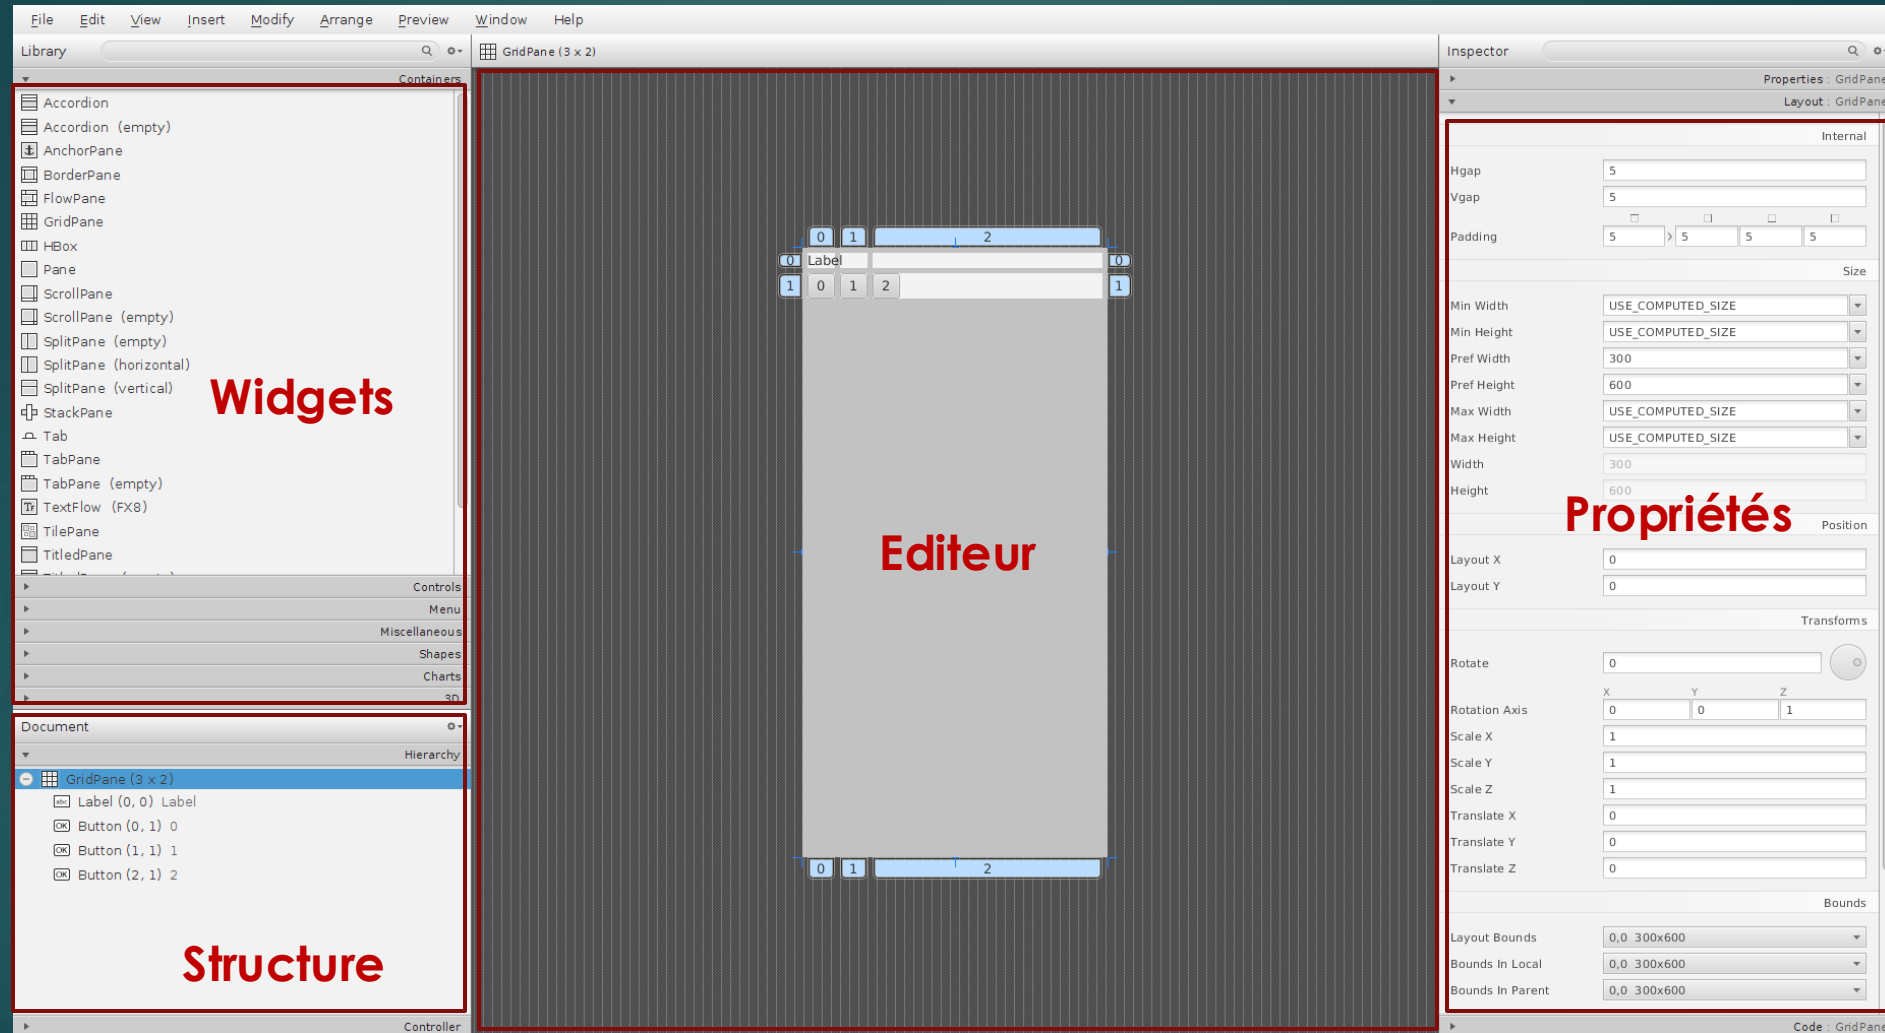 File Edit View Insert Modify Arrange Preview Window Help
Library
GridPane (3 x 2)
Inspector
Containers
Accordion
Accordion (empty)
AnchorPane
BorderPane
FlowPane
GridPane
HBox
Pane
ScrollPane
ScrollPane (empty)
SplitPane (empty)
SplitPane (horizontal)
SplitPane (vertical)
StackPane
Tab
TabPane
TabPane (empty)
TextFlow (FX8)
TilePane
TitledPane
Widgets
Controls
Menu
Miscellaneous
Shapes
Charts
3D
Document
Hierarchy
GridPane (3 x 2)
abc Label (0, 0) Label
OK Button (0, 1) 0
OK Button (1, 1) 1
OK Button (2, 1) 2
Structure
Controller
0 1 2
0 Label 0
1 0 1 2 1
Editeur
0 1 2
Properties : GridPane
Layout : GridPane
Internal
Hgap 5
Vgap 5
Padding 5 5 5 5
Size
Min Width USE_COMPUTED_SIZE
Min Height USE_COMPUTED_SIZE
Pref Width 300
Pref Height 600
Max Width USE_COMPUTED_SIZE
Max Height USE_COMPUTED_SIZE
Width 300
Height 600
Propriétés
Position
Layout X 0
Layout Y 0
Transforms
Rotate 0
X Y Z
Rotation Axis 0 0 1
Scale X 1
Scale Y 1
Scale Z 1
Translate X 0
Translate Y 0
Translate Z 0
Bounds
Layout Bounds 0,0 300x600
Bounds In Local 0,0 300x600
Bounds In Parent 0,0 300x600
Code : GridPane